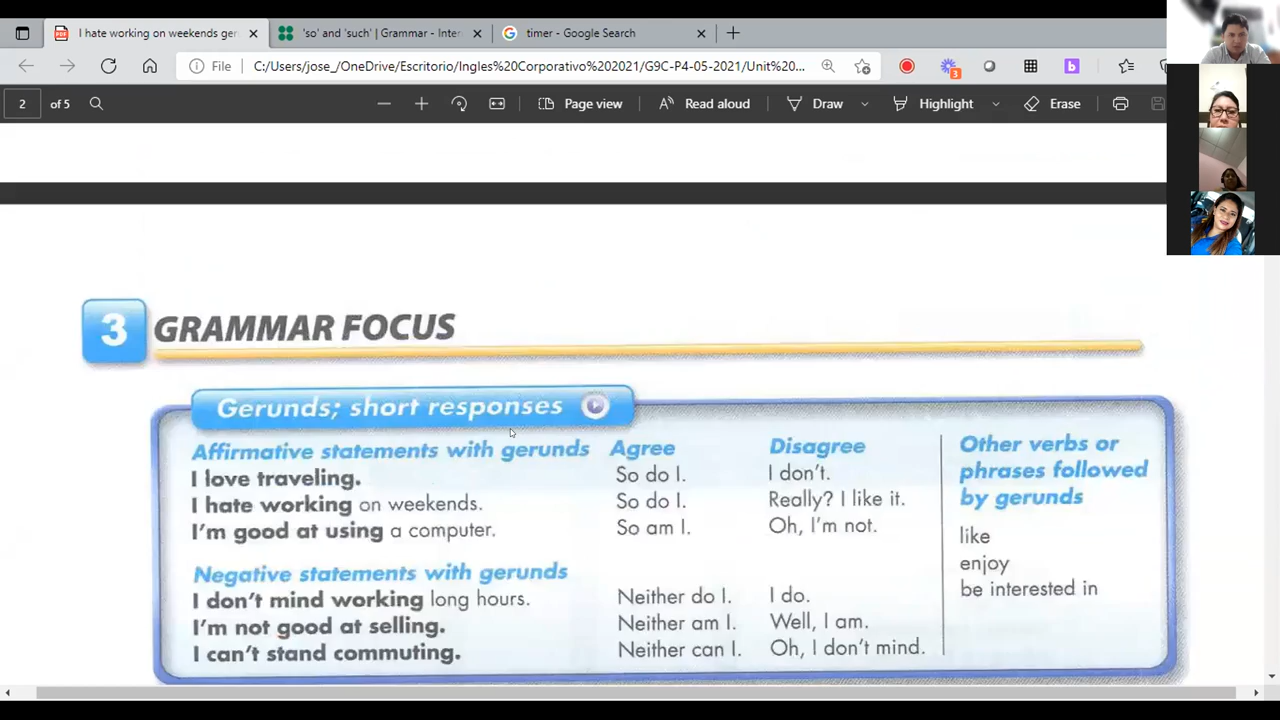 I hate working on weekends ger
'so' and 'such' | Grammar - Inter
timer - Google Search
File
C:/Users/jose_/OneDrive/Escritorio/Ingles%20Corporativo%202021/G9C-P4-05-2021/Unit%20...
3
2
of 5
Page view
Read aloud
Draw
Highlight
Erase
3 GRAMMAR FOCUS
Gerunds; short responses
Affirmative statements with gerunds Agree Disagree
I love traveling. So do I. I don't.
I hate working on weekends. So do I. Really? I like it.
I'm good at using a computer. So am I. Oh, I'm not.
Negative statements with gerunds
I don't mind working long hours. Neither do I. I do.
I'm not good at selling. Neither am I. Well, I am.
I can't stand commuting. Neither can I. Oh, I don't mind.
Other verbs or
phrases followed
by gerunds
like
enjoy
be interested in